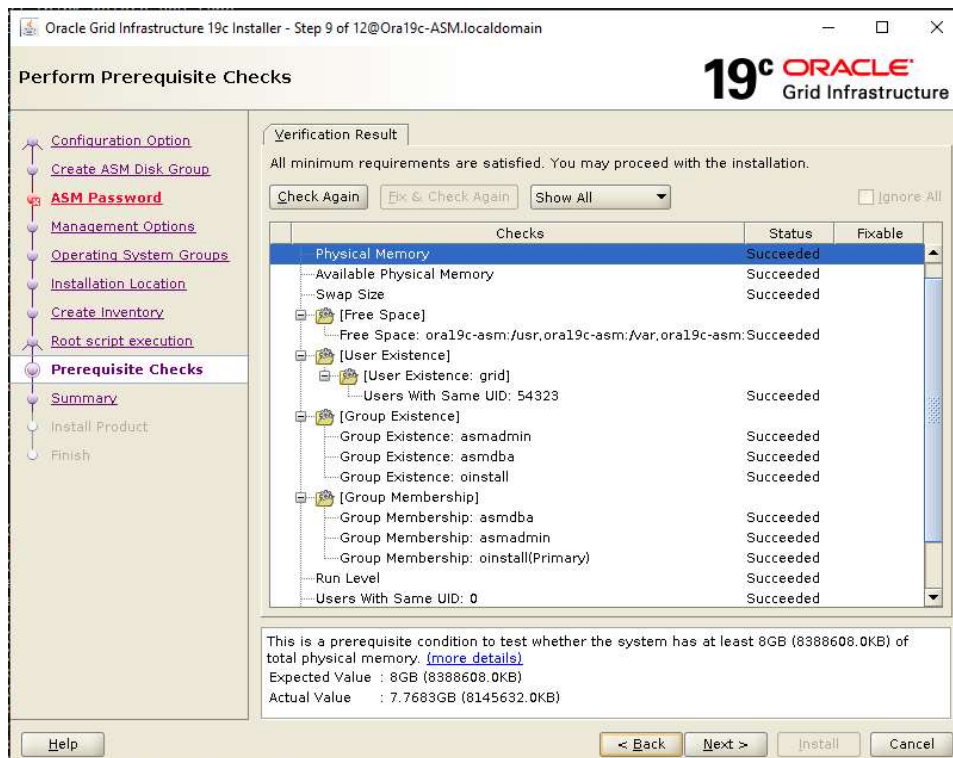 Oracle Grid Infrastructure 19c Installer - Step 9 of 12@Ora19c-ASM.localdomain
Perform Prerequisite Checks
19c ORACLE
Grid Infrastructure
Configuration Option
Create ASM Disk Group
ASM Password
Management Options
Operating System Groups
Installation Location
Create Inventory
Root script execution
Prerequisite Checks
Summary
Install Product
Finish
Verification Result
All minimum requirements are satisfied. You may proceed with the installation.
Check Again Fix & Check Again Show All Ignore All
Checks Status Fixable
Physical Memory Succeeded
Available Physical Memory Succeeded
Swap Size Succeeded
[Free Space]
Free Space: ora19c-asm:/usr,ora19c-asm:/var,ora19c-asm: Succeeded
[User Existence]
[User Existence: grid]
Users With Same UID: 54323 Succeeded
[Group Existence]
Group Existence: asmadmin Succeeded
Group Existence: asmdba Succeeded
Group Existence: oinstall Succeeded
[Group Membership]
Group Membership: asmdba Succeeded
Group Membership: asmadmin Succeeded
Group Membership: oinstall(Primary) Succeeded
Run Level Succeeded
Users With Same UID: 0 Succeeded
This is a prerequisite condition to test whether the system has at least 8GB (8388608.0KB) of
total physical memory. (more details)
Expected Value : 8GB (8388608.0KB)
Actual Value : 7.7683GB (8145632.0KB)
Help < Back Next > Install Cancel